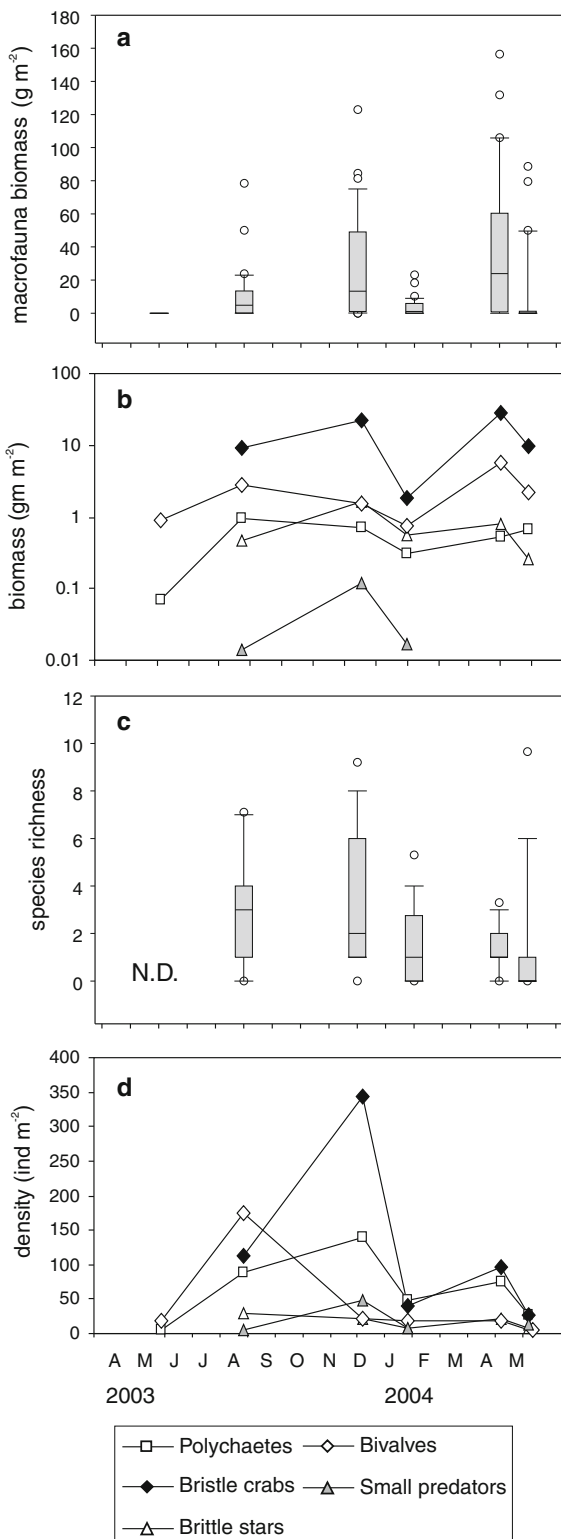 a
macrofauna biomass (g m-2)
180
160
140
120
100
80
60
40
20
0
b
biomass (gm m-2)
100
10
1
0.1
0.01
c
species richness
12
10
8
6
4
2
0
N.D.
d
density (ind m-2)
400
350
300
250
200
150
100
50
0
A M J J A S O N D J F M A M
2003 2004
Polychaetes Bivalves
Bristle crabs Small predators
Brittle stars